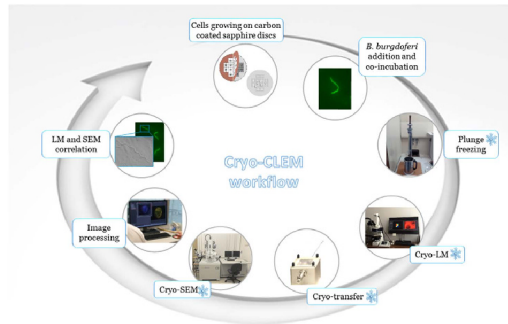 Cells growing on carbon
coated sapphire discs
B. burgdoferi
addition and
co-incubation
Plunge
freezing
Cryo-LM
Cryo-transfer
Cryo-SEM
Image
processing
LM and SEM
correlation
Cryo-CLEM
workflow